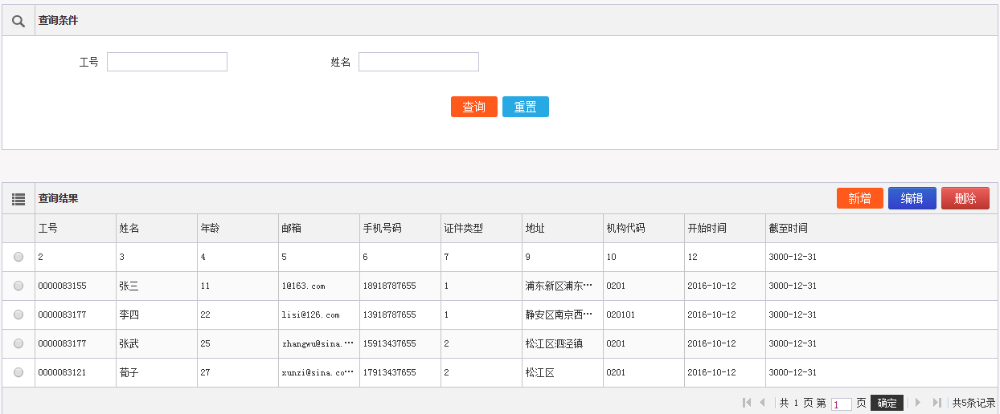 查询条件
工号 姓名
查询 重置
查询结果 新增 编辑 删除
工号 姓名 年龄 邮箱 手机号码 证件类型 地址 机构代码 开始时间 截至时间
2 3 4 5 6 7 9 10 12 3000-12-31
0000083155 张三 11 1@163.com 18918787655 1 浦东新区浦东… 0201 2016-10-12 3000-12-31
0000083177 李四 22 lisi@126.com 13918787655 1 静安区南京西… 020101 2016-10-12 3000-12-31
0000083177 张武 25 zhangwu@sina.… 15913437655 2 松江区泗泾镇 0201 2016-10-12 3000-12-31
0000083121 荀子 27 xunzi@sina.co… 17913437655 2 松江区 0201 2016-10-12 3000-12-31
共 1 页 第 1 页 确定 共5条记录